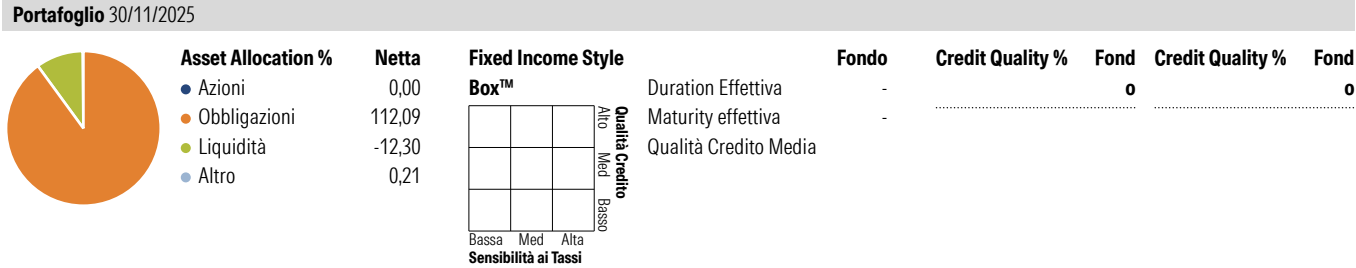 Portafoglio 30/11/2025
Asset Allocation % Netta
Azioni 0,00
Obbligazioni 112,09
Liquidità -12,30
Altro 0,21
Fixed Income Style
Box™
Alto Med Basso
Qualità Credito
Bassa Med Alta
Sensibilità ai Tassi
Fondo
Duration Effettiva -
Maturity effettiva -
Qualità Credito Media
Credit Quality % Fond
o
Credit Quality % Fond
o